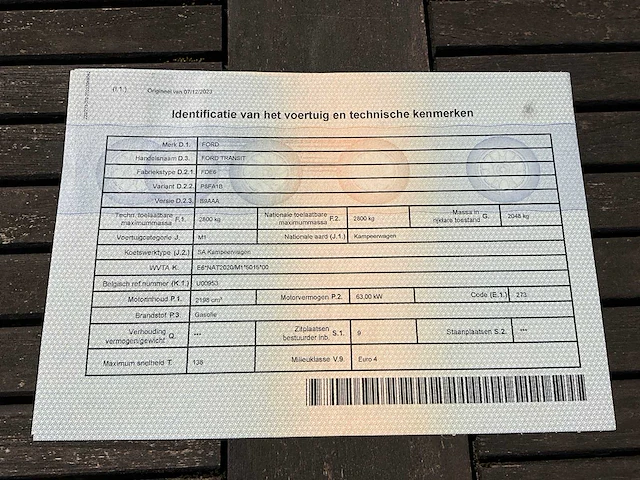 (I.1.) Origineel van 07/12/2023
Identificatie van het voertuig en technische kenmerken
Merk D.1. FORD
Handelsnaam D.3. FORD TRANSIT
Fabriekstype D.2.1. FDE6
Variant D.2.2. P8FA1B
Versie D.2.3. B9AAA
Techn. toelaatbare maximummassa F.1. 2800 kg Nationale toelaatbare maximummassa F.2. 2800 kg Massa in rijklare toestand G. 2048 kg
Voertuigcategorie J. M1 Nationale aard (J.1.) Kampeerwagen
Koetswerktype (J.2.) SA Kampeerwagen
WVTA K.
Belgisch ref.nummer (K.1.) U00953
Motorinhoud P.1. 2198 cm³ Motorvermogen P.2. 63.00 kW Code (E.1.) 273
Brandstof P.3. Gasolie
Verhouding vermogen/gewicht Q. *** Zitplaatsen bestuurder inb. S.1. 9 Staanplaatsen S.2. ***
Maximum snelheid T. 138 Milieuklasse V.9. Euro 4